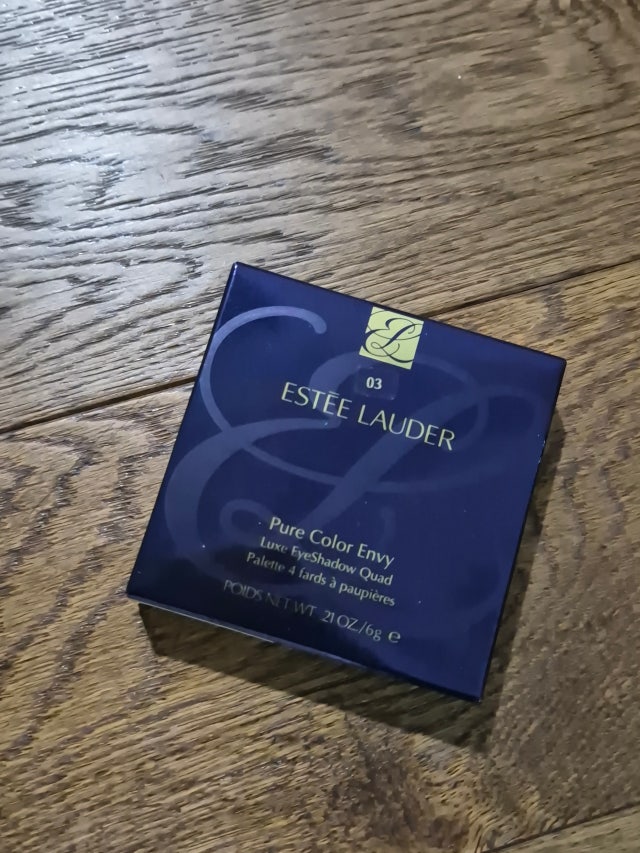 03
ESTĒE LAUDER
Pure Color Envy
Luxe EyeShadow Quad
Palette 4 fards à paupières
POIDS NET WT. .21 OZ./6g ℮